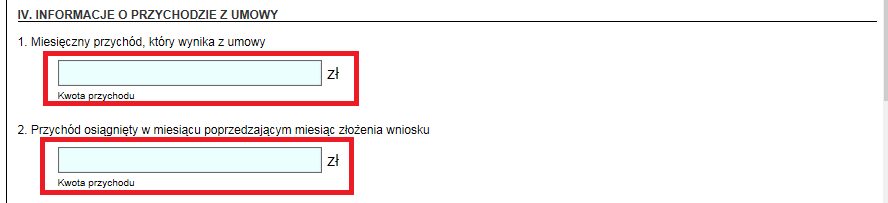 IV. INFORMACJE O PRZYCHODZIE Z UMOWY
1. Miesięczny przychód, który wynika z umowy
zł
Kwota przychodu
2. Przychód osiągnięty w miesiącu poprzedzającym miesiąc złożenia wniosku
zł
Kwota przychodu